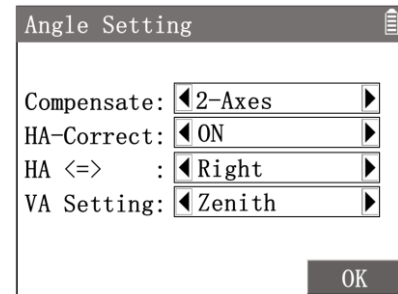 Angle Setting
Compensate: 2-Axes
HA-Correct: ON
HA <=> : Right
VA Setting: Zenith
OK